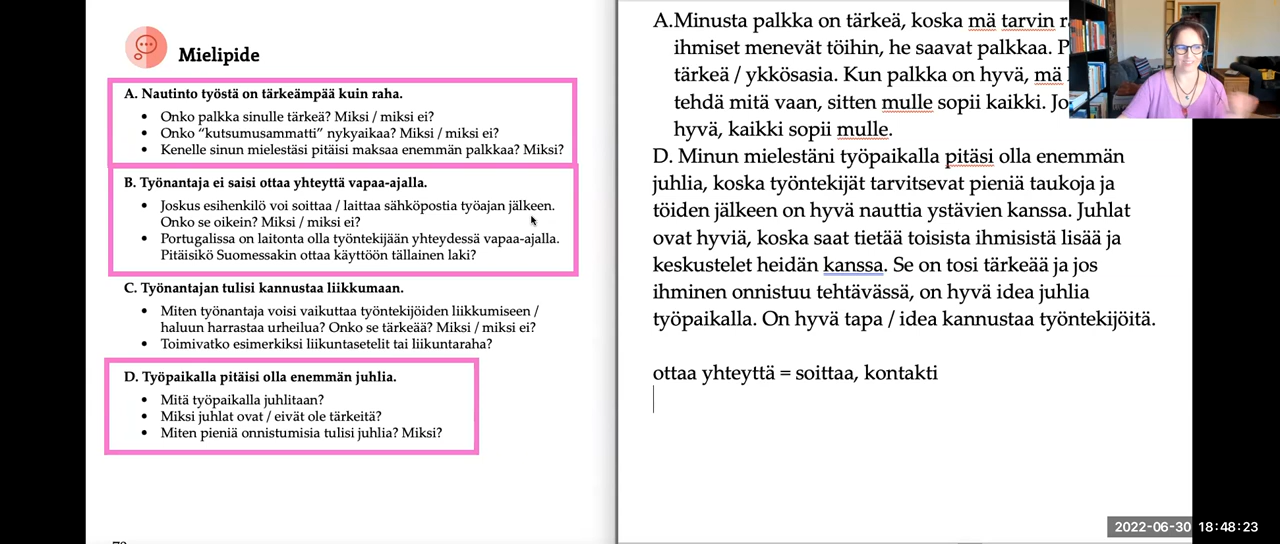 Mielipide
A. Nautinto työstä on tärkeämpää kuin raha.
• Onko palkka sinulle tärkeä? Miksi / miksi ei?
• Onko “kutsumusammatti” nykyaikaa? Miksi / miksi ei?
• Kenelle sinun mielestäsi pitäisi maksaa enemmän palkkaa? Miksi?
B. Työnantaja ei saisi ottaa yhteyttä vapaa-ajalla.
• Joskus esihenkilö voi soittaa / laittaa sähköpostia työajan jälkeen.
Onko se oikein? Miksi / miksi ei?
• Portugalissa on laitonta olla työntekijään yhteydessä vapaa-ajalla.
Pitäisikö Suomessakin ottaa käyttöön tällainen laki?
C. Työnantajan tulisi kannustaa liikkumaan.
• Miten työnantaja voisi vaikuttaa työntekijöiden liikkumiseen /
haluun harrastaa urheilua? Onko se tärkeää? Miksi / miksi ei?
• Toimivatko esimerkiksi liikuntasetelit tai liikuntaraha?
D. Työpaikalla pitäisi olla enemmän juhlia.
• Mitä työpaikalla juhlitaan?
• Miksi juhlat ovat / eivät ole tärkeitä?
• Miten pieniä onnistumisia tulisi juhlia? Miksi?
A.Minusta palkka on tärkeä, koska mä tarvin
ihmiset menevät töihin, he saavat palkkaa.
tärkeä / ykkösasia. Kun palkka on hyvä, mä
tehdä mitä vaan, sitten mulle sopii kaikki.
hyvä, kaikki sopii mulle.
D. Minun mielestäni työpaikalla pitäsi olla enemmän
juhlia, koska työntekijät tarvitsevat pieniä taukoja ja
töiden jälkeen on hyvä nauttia ystävien kanssa. Juhlat
ovat hyviä, koska saat tietää toisista ihmisistä lisää ja
keskustelet heidän kanssa. Se on tosi tärkeää ja jos
ihminen onnistuu tehtävässä, on hyvä idea juhlia
työpaikalla. On hyvä tapa / idea kannustaa työntekijöitä.
ottaa yhteyttä = soittaa, kontakti
2022-06-30 18:48:23